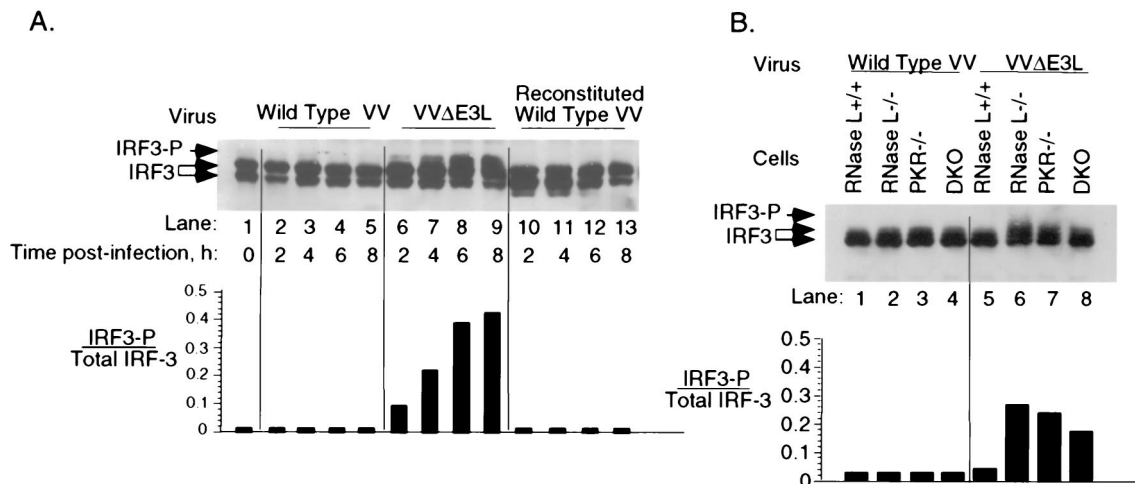 A.
Virus Wild Type VV VV∆E3L Reconstituted
Wild Type VV
IRF3-P
IRF3
Lane: 1 2 3 4 5 6 7 8 9 10 11 12 13
Time post-infection, h: 0 2 4 6 8 2 4 6 8 2 4 6 8
0.5
0.4
0.3
0.2
0.1
0
IRF3-P
Total IRF-3
B.
Virus Wild Type VV VV∆E3L
Cells RNase L+/+ RNase L-/- PKR-/- DKO RNase L+/+ RNase L-/- PKR-/- DKO
IRF3-P
IRF3
Lane: 1 2 3 4 5 6 7 8
0.5
0.4
0.3
0.2
0.1
0
IRF3-P
Total IRF-3